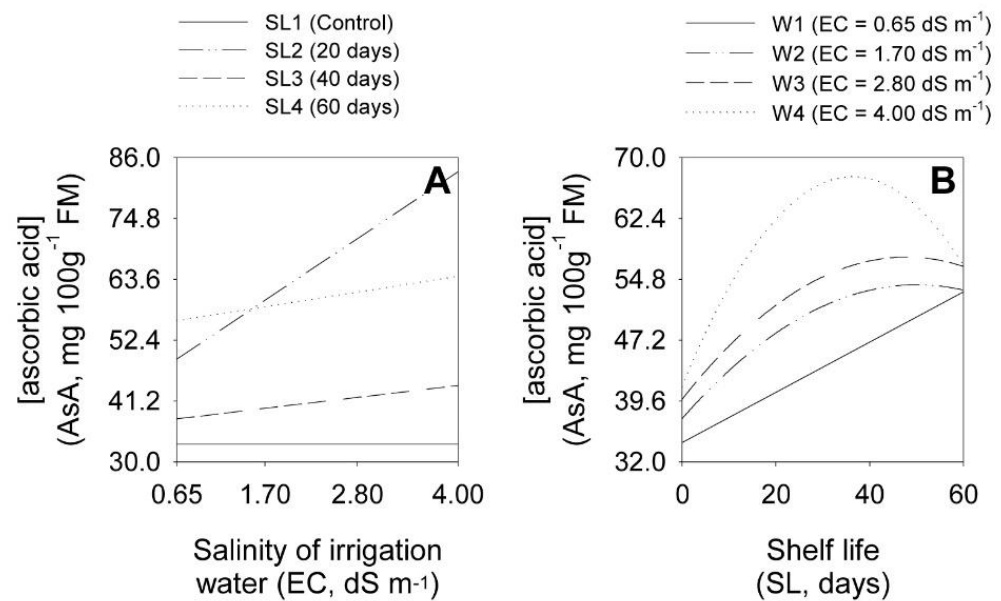 SL1 (Control)
SL2 (20 days)
SL3 (40 days)
SL4 (60 days)
[ascorbic acid]
(AsA, mg 100g⁻¹ FM)
86.0
74.8
63.6
52.4
41.2
30.0
A
0.65 1.70 2.80 4.00
Salinity of irrigation
water (EC, dS m-1)
W1 (EC = 0.65 dS m⁻¹)
W2 (EC = 1.70 dS m⁻¹)
W3 (EC = 2.80 dS m⁻¹)
W4 (EC = 4.00 dS m⁻¹)
[ascorbic acid]
(AsA, mg 100g⁻¹ FM)
70.0
62.4
54.8
47.2
39.6
32.0
B
0 20 40 60
Shelf life
(SL, days)